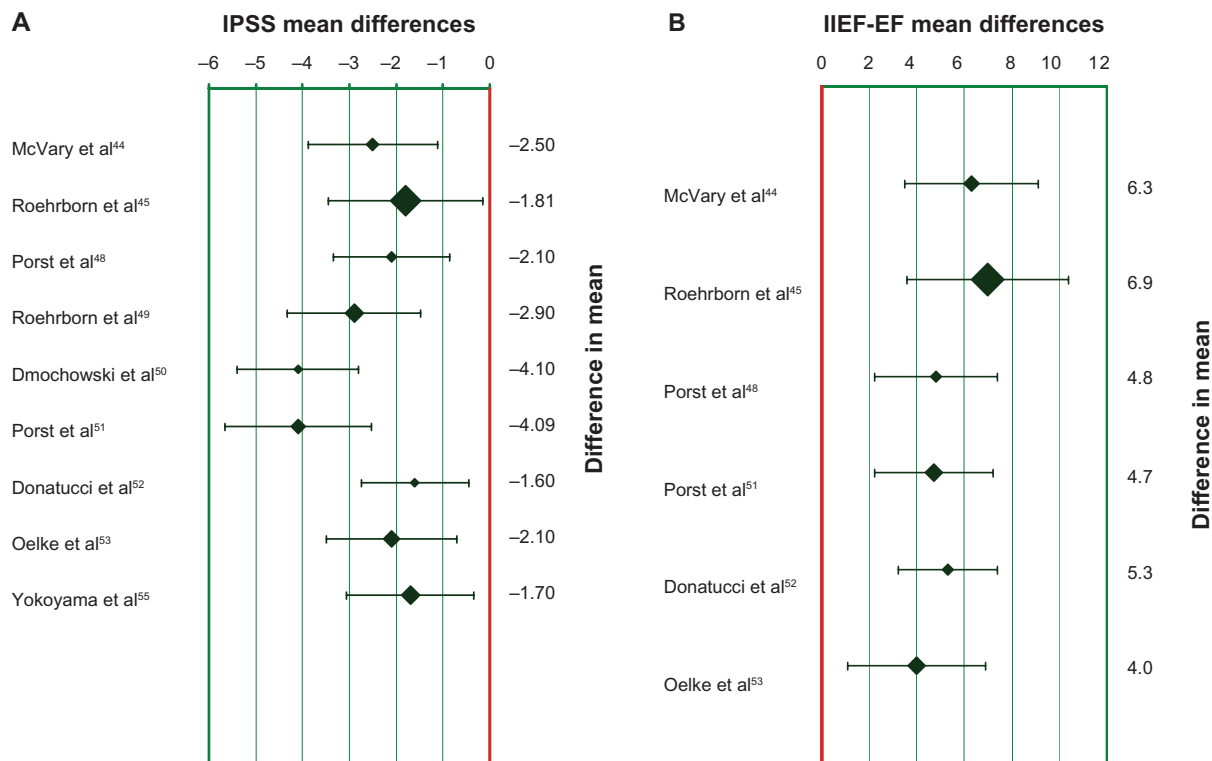 A
IPSS mean differences
–6 –5 –4 –3 –2 –1 0
McVary et al44 –2.50
Roehrborn et al45 –1.81
Porst et al48 –2.10
Roehrborn et al49 –2.90
Dmochowski et al50 –4.10
Porst et al51 –4.09
Donatucci et al52 –1.60
Oelke et al53 –2.10
Yokoyama et al55 –1.70
Difference in mean
B
IIEF-EF mean differences
0 2 4 6 8 10 12
McVary et al44 6.3
Roehrborn et al45 6.9
Porst et al48 4.8
Porst et al51 4.7
Donatucci et al52 5.3
Oelke et al53 4.0
Difference in mean